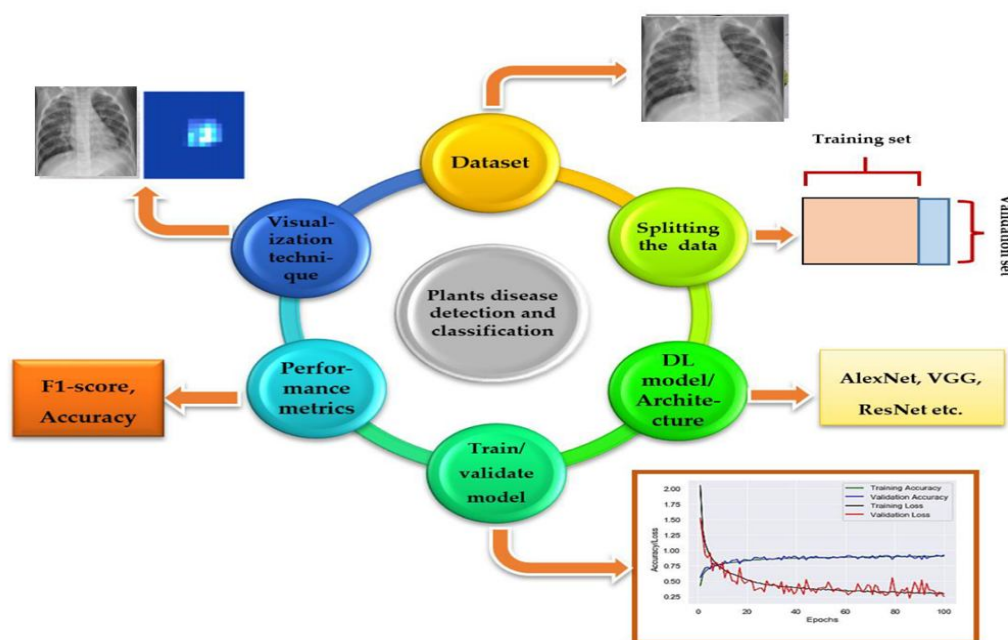 Dataset
Training set
Splitting
the data
Validation set
Visual-
ization
techni-
que
Plants disease
detection and
classification
Perfor-
mance
metrics
DL
model/
Archite-
cture
F1-score,
Accuracy
AlexNet, VGG,
ResNet etc.
Train/
validate
model
Training Accuracy
Validation Accuracy
Training Loss
Validation Loss
Accuracy/Loss
2.00
1.75
1.50
1.25
1.00
0.75
0.50
0.25
0 20 40 60 80 100
Epochs